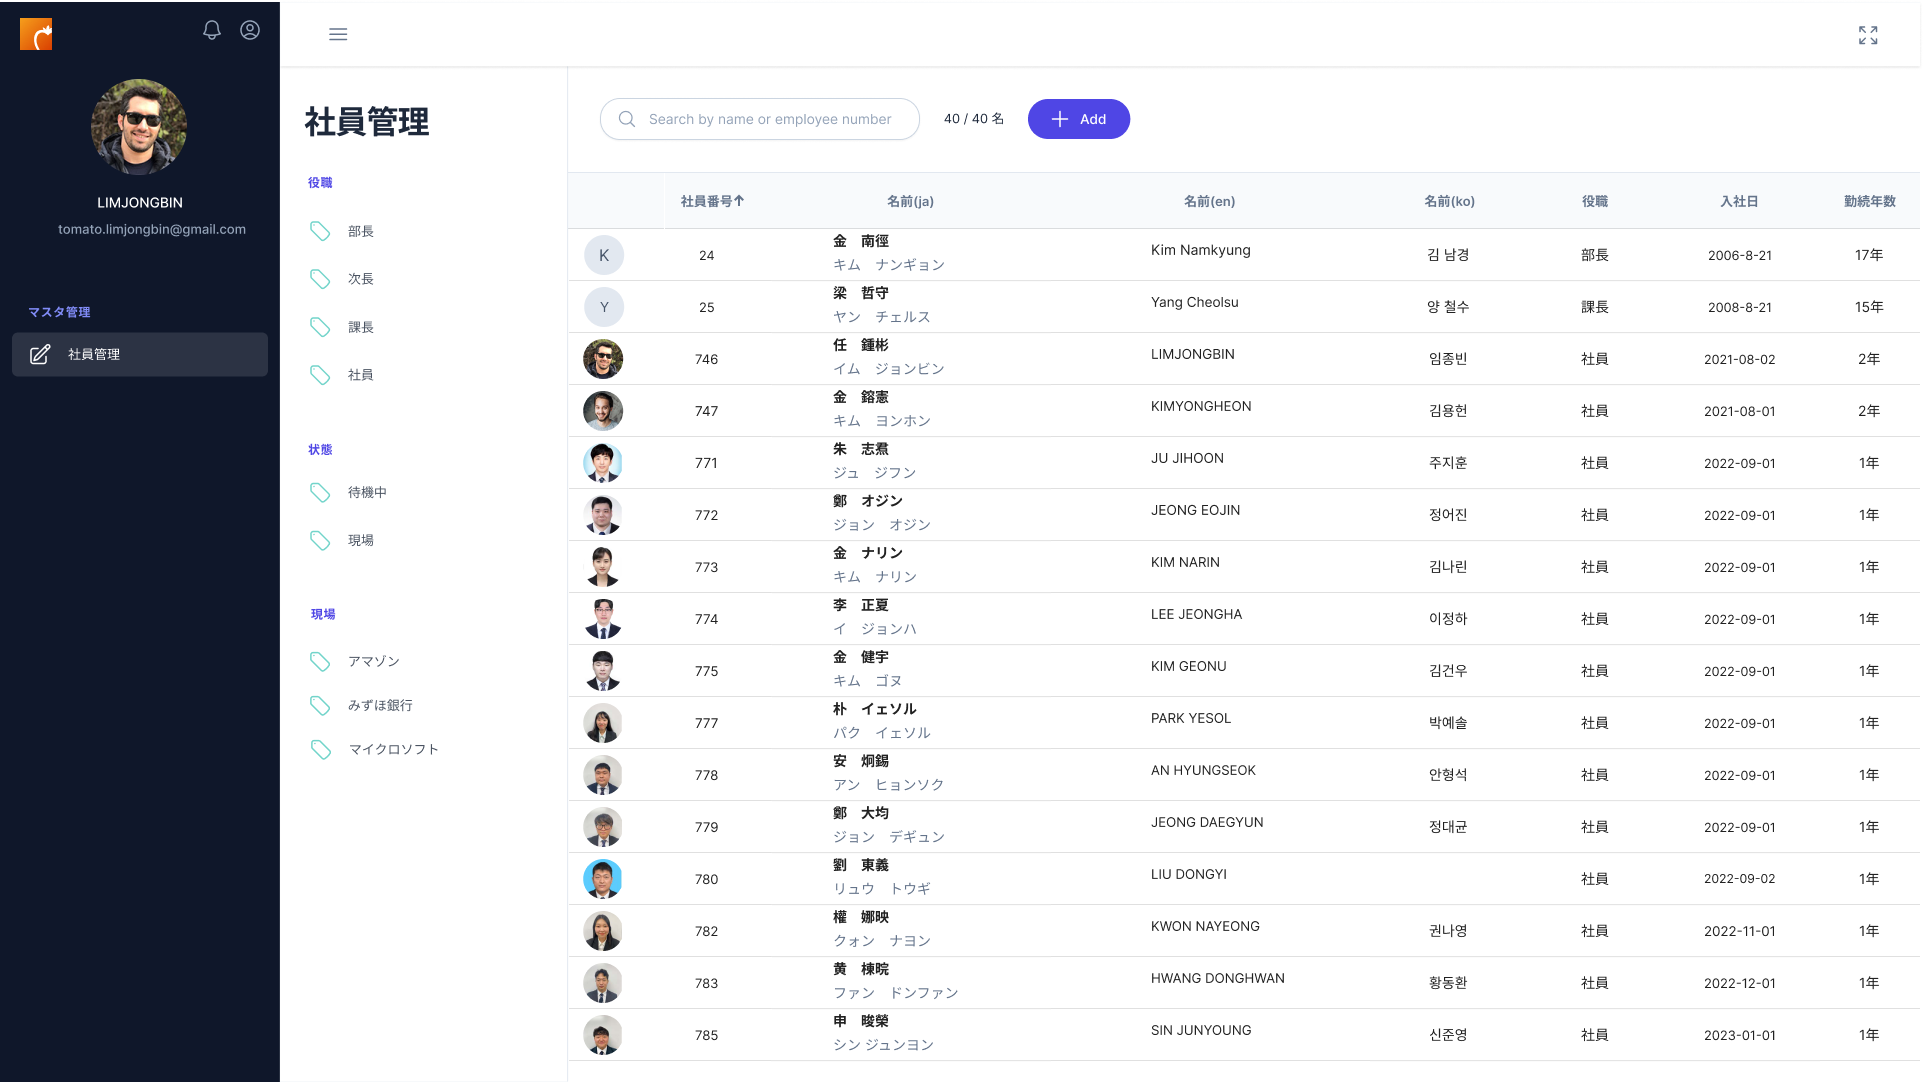 LIMJONGBIN
tomato.limjongbin@gmail.com
マスタ管理
社員管理
社員管理
役職
部長
次長
課長
社員
状態
待機中
現場
現場
アマゾン
みずほ銀行
マイクロソフト
Search by name or employee number 40 / 40 名 Add
社員番号↑ 名前(ja) 名前(en) 名前(ko) 役職 入社日 勤続年数
K 24 金　南徑 Kim Namkyung 김 남경 部長 2006-8-21 17年
キム　ナンギョン
Y 25 梁　哲守 Yang Cheolsu 양 철수 課長 2008-8-21 15年
ヤン　チェルス
746 任　鍾彬 LIMJONGBIN 임종빈 社員 2021-08-02 2年
イム　ジョンビン
747 金　鎔憲 KIMYONGHEON 김용헌 社員 2021-08-01 2年
キム　ヨンホン
771 朱　志焄 JU JIHOON 주지훈 社員 2022-09-01 1年
ジュ　ジフン
772 鄭　オジン JEONG EOJIN 정어진 社員 2022-09-01 1年
ジョン　オジン
773 金　ナリン KIM NARIN 김나린 社員 2022-09-01 1年
キム　ナリン
774 李　正夏 LEE JEONGHA 이정하 社員 2022-09-01 1年
イ　ジョンハ
775 金　健宇 KIM GEONU 김건우 社員 2022-09-01 1年
キム　ゴヌ
777 朴　イェソル PARK YESOL 박예솔 社員 2022-09-01 1年
パク　イェソル
778 安　炯錫 AN HYUNGSEOK 안형석 社員 2022-09-01 1年
アン　ヒョンソク
779 鄭　大均 JEONG DAEGYUN 정대균 社員 2022-09-01 1年
ジョン　デギュン
780 劉　東義 LIU DONGYI 社員 2022-09-02 1年
リュウ　トウギ
782 權　娜映 KWON NAYEONG 권나영 社員 2022-11-01 1年
クォン　ナヨン
783 黄　棟晥 HWANG DONGHWAN 황동환 社員 2022-12-01 1年
ファン　ドンファン
785 申　晙榮 SIN JUNYOUNG 신준영 社員 2023-01-01 1年
シン ジュンヨン